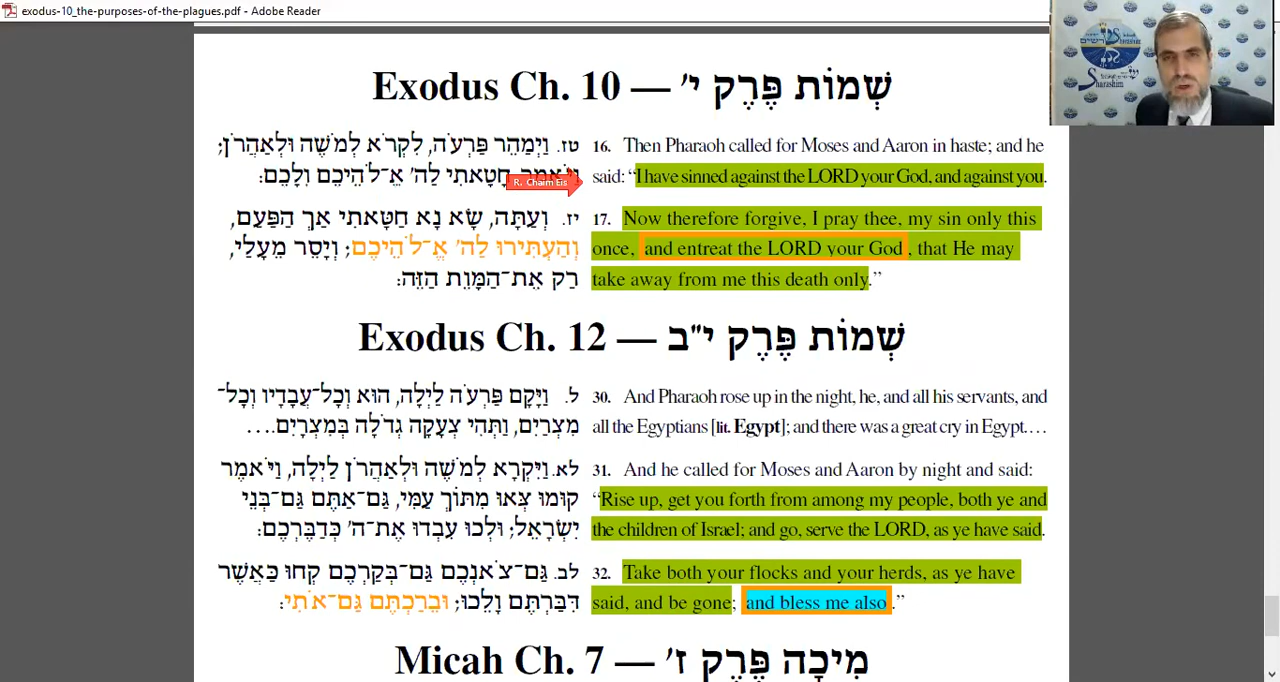 exodus-10_the-purposes-of-the-plagues.pdf - Adobe Reader
Exodus Ch. 10 — שְׁמוֹת פֶּרֶק י׳
טז. וַיְמַהֵר פַּרְעֹה, לִקְרֹא לְמֹשֶׁה וּלְאַהֲרֹן;
חָטָאתִי לַה׳ אֱ־לֹהֵיכֶם וְלָכֶם:
R. Chaim Eis
16. Then Pharaoh called for Moses and Aaron in haste; and he
said: “I have sinned against the LORD your God, and against you.
יז. וְעַתָּה, שָׂא נָא חַטָּאתִי אַךְ הַפַּעַם,
וְהַעְתִּירוּ לַה׳ אֱ־לֹהֵיכֶם; וְיָסֵר מֵעָלַי,
רַק אֶת־הַמָּוֶת הַזֶּה:
17. Now therefore forgive, I pray thee, my sin only this
once, and entreat the LORD your God, that He may
take away from me this death only.”
Exodus Ch. 12 — שְׁמוֹת פֶּרֶק י״ב
ל. וַיָּקָם פַּרְעֹה לַיְלָה, הוּא וְכָל־עֲבָדָיו וְכָל־
מִצְרַיִם, וַתְּהִי צְעָקָה גְדֹלָה בְּמִצְרָיִם....
30. And Pharaoh rose up in the night, he, and all his servants, and
all the Egyptians [lit. Egypt]; and there was a great cry in Egypt....
לא. וַיִּקְרָא לְמֹשֶׁה וּלְאַהֲרֹן לַיְלָה, וַיֹּאמֶר
קוּמוּ צְּאוּ מִתּוֹךְ עַמִּי, גַּם־אַתֶּם גַּם־בְּנֵי
יִשְׂרָאֵל; וּלְכוּ עִבְדוּ אֶת־ה׳ כְּדַבֶּרְכֶם:
31. And he called for Moses and Aaron by night and said:
“Rise up, get you forth from among my people, both ye and
the children of Israel; and go, serve the LORD, as ye have said.
לב. גַּם־צֹאנְכֶם גַּם־בְּקַרְכֶם קְחוּ כַּאֲשֶׁר
דִּבַּרְתֶּם וָלֵכוּ; וּבֵרַכְתֶּם גַּם־אֹתִי:
32. Take both your flocks and your herds, as ye have
said, and be gone; and bless me also.”
Micah Ch. 7 — מִיכָה פֶּרֶק ז׳